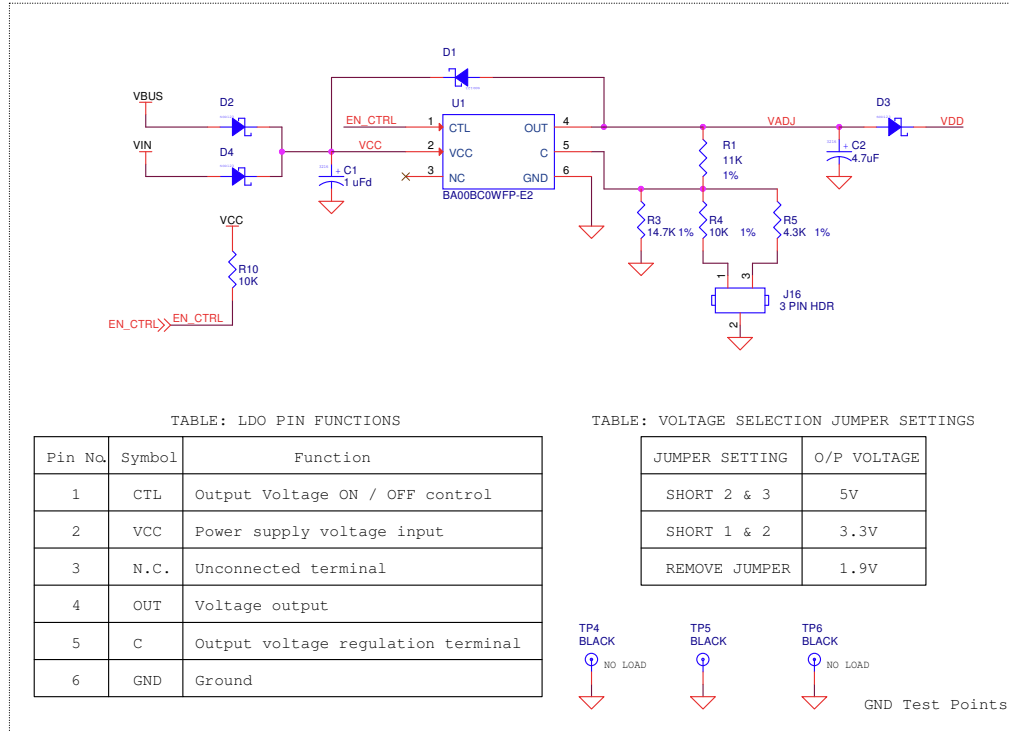 D1
VBUS
D2
U1
D3
EN_CTRL
1
CTL
OUT
4
VADJ
VDD
VIN
D4
VCC
2
VCC
C
5
R1
11K
1%
+
C2
4.7uF
+
C1
1 uFd
3
NC
GND
6
BA00BC0WFP-E2
VCC
R3
14.7K 1%
R4
10K 1%
R5
4.3K 1%
R10
10K
1
3
J16
3 PIN HDR
2
EN_CTRL
EN_CTRL
TABLE: LDO PIN FUNCTIONS
Pin No. Symbol Function
1 CTL Output Voltage ON / OFF control
2 VCC Power supply voltage input
3 N.C. Unconnected terminal
4 OUT Voltage output
5 C Output voltage regulation terminal
6 GND Ground
TABLE: VOLTAGE SELECTION JUMPER SETTINGS
JUMPER SETTING O/P VOLTAGE
SHORT 2 & 3 5V
SHORT 1 & 2 3.3V
REMOVE JUMPER 1.9V
TP4
BLACK
NO LOAD
TP5
BLACK
TP6
BLACK
NO LOAD
GND Test Points